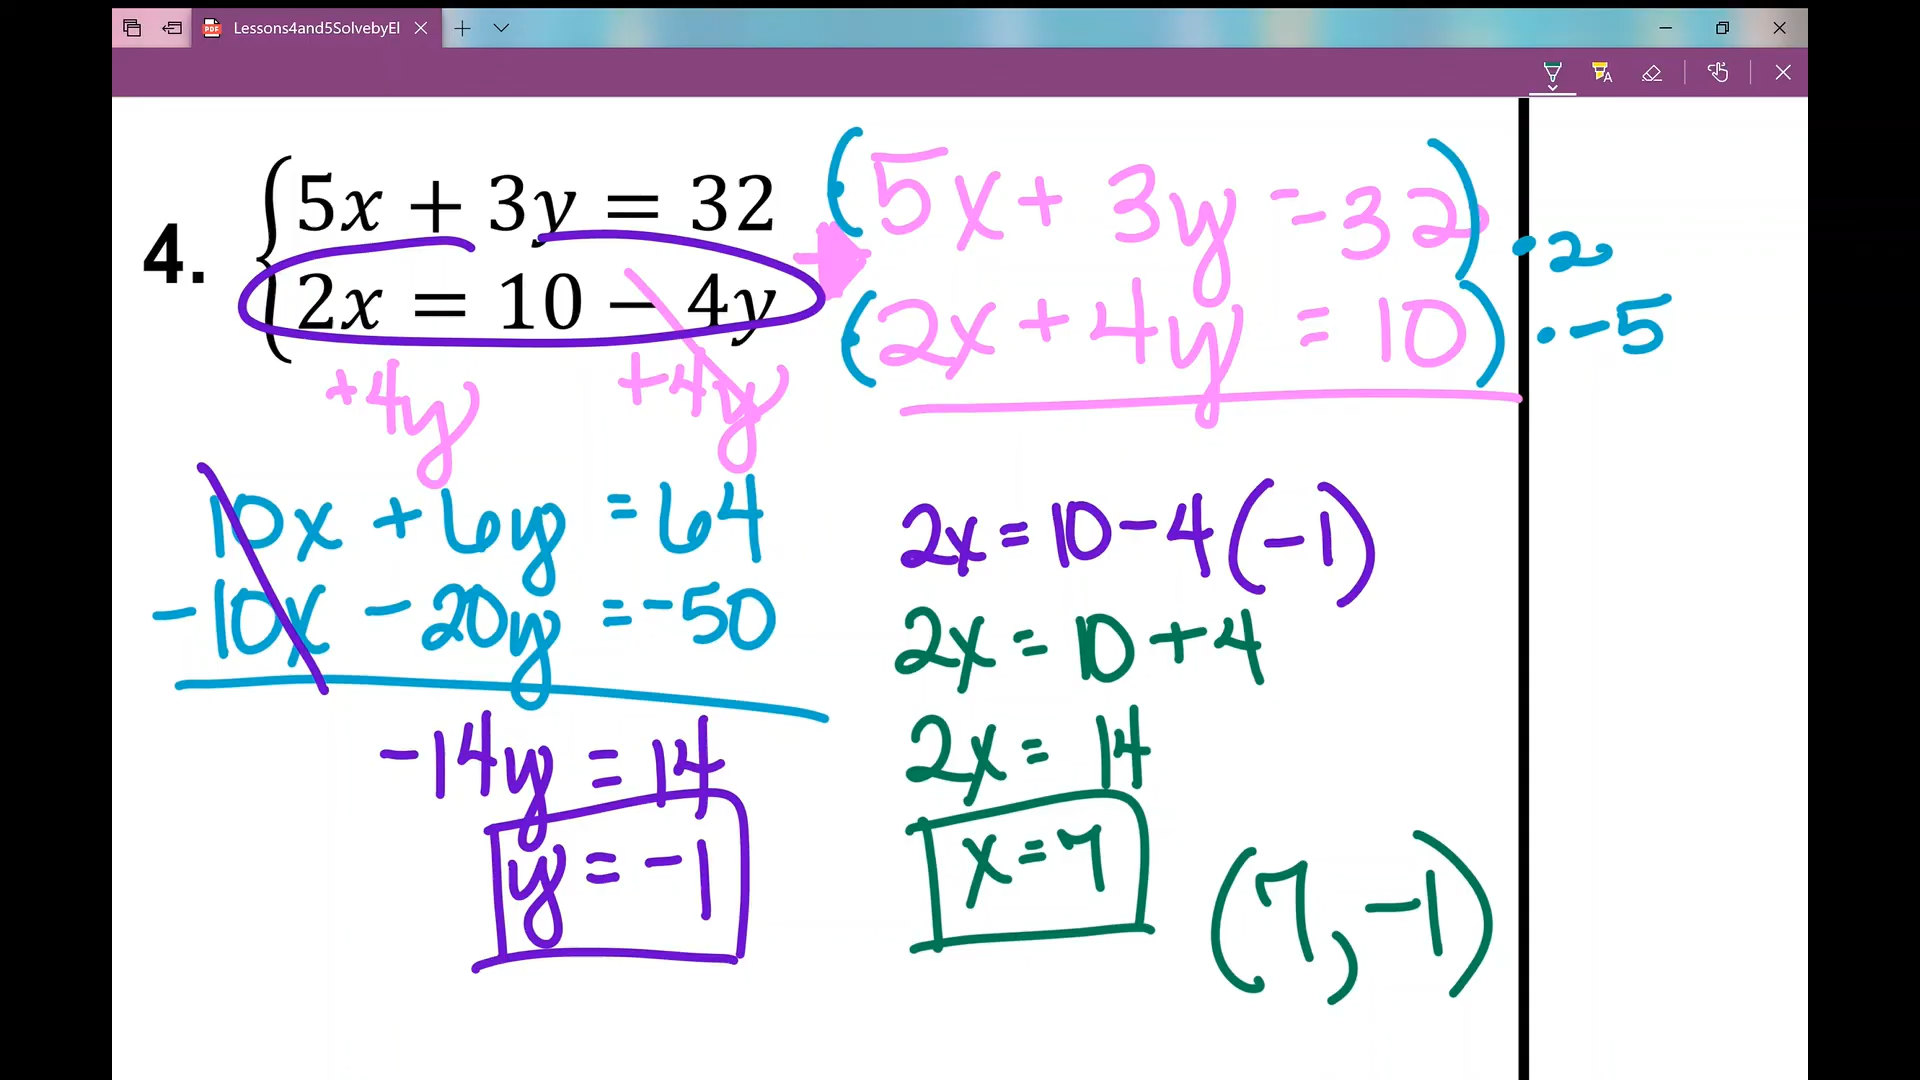 Lessons4and5SolvebyEl
4. 5x + 3y = 32
2x = 10 − 4y
+4y +4y
5x + 3y = 32 · 2
2x + 4y = 10 · -5
10x + 6y = 64
-10x - 20y = -50
-14y = 14
y = -1
2x = 10 - 4(-1)
2x = 10 + 4
2x = 14
x = 7
(7, -1)